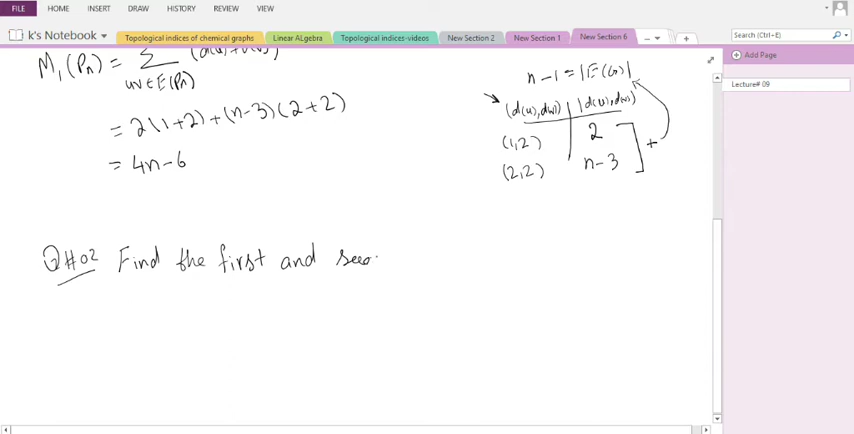 FILE HOME INSERT DRAW HISTORY REVIEW VIEW
k's Notebook Topological indices of chemical graphs Linear ALgebra Topological indices-videos New Section 2 New Section 1 New Section 6 Search (Ctrl+E)
Add Page
Lecture# 09
M₁(Pn) = Σ (d(u)+d(v))
uv∈E(Pn)
= 2(1+2)+(n-3)(2+2)
= 4n-6
n-1 = |E(G)|
(d(u),d(v)) |d(u),d(v)|
(1,2) 2
(2,2) n-3
+
Q#02 Find the first and seco